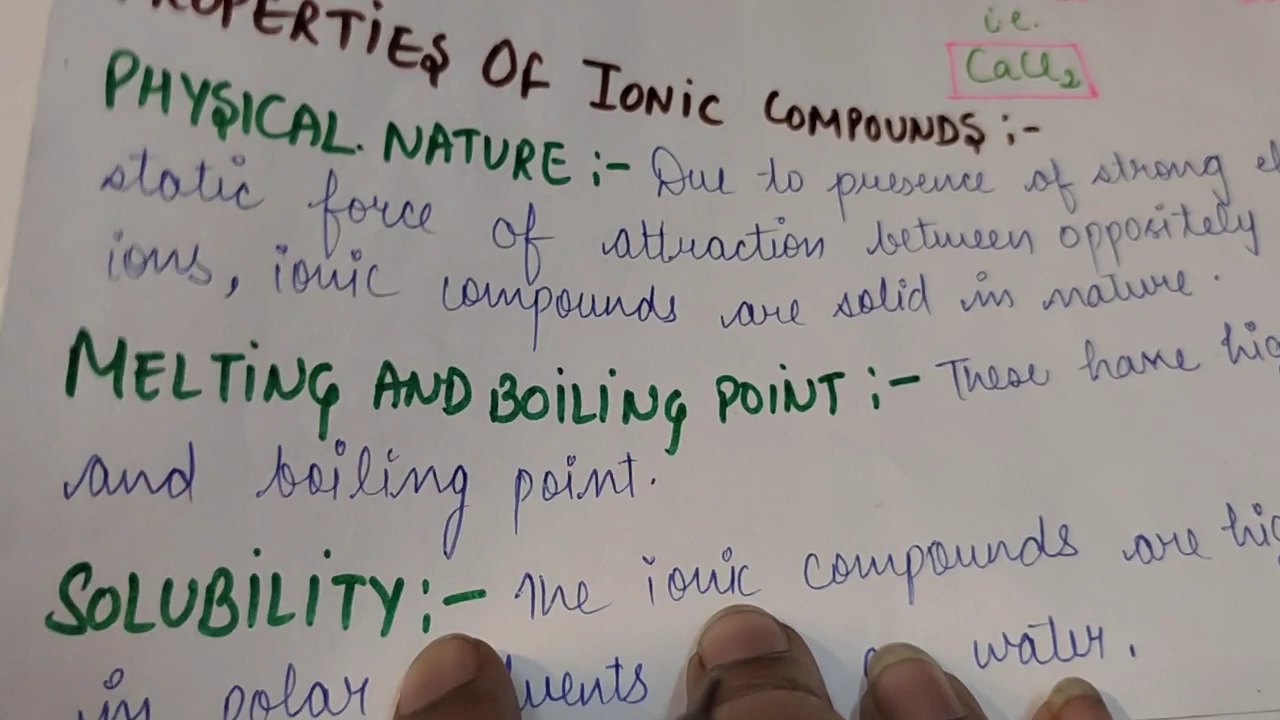 i.e.
CaCl2
PROPERTIES OF IONIC COMPOUNDS :-
PHYSICAL. NATURE :- Due to presence of strong
static force of attraction between oppositely
ions, ionic compounds are solid in nature.
MELTING AND BOILING POINT :- These have
and boiling point.
SOLUBILITY :- The ionic compounds are
in polar water.